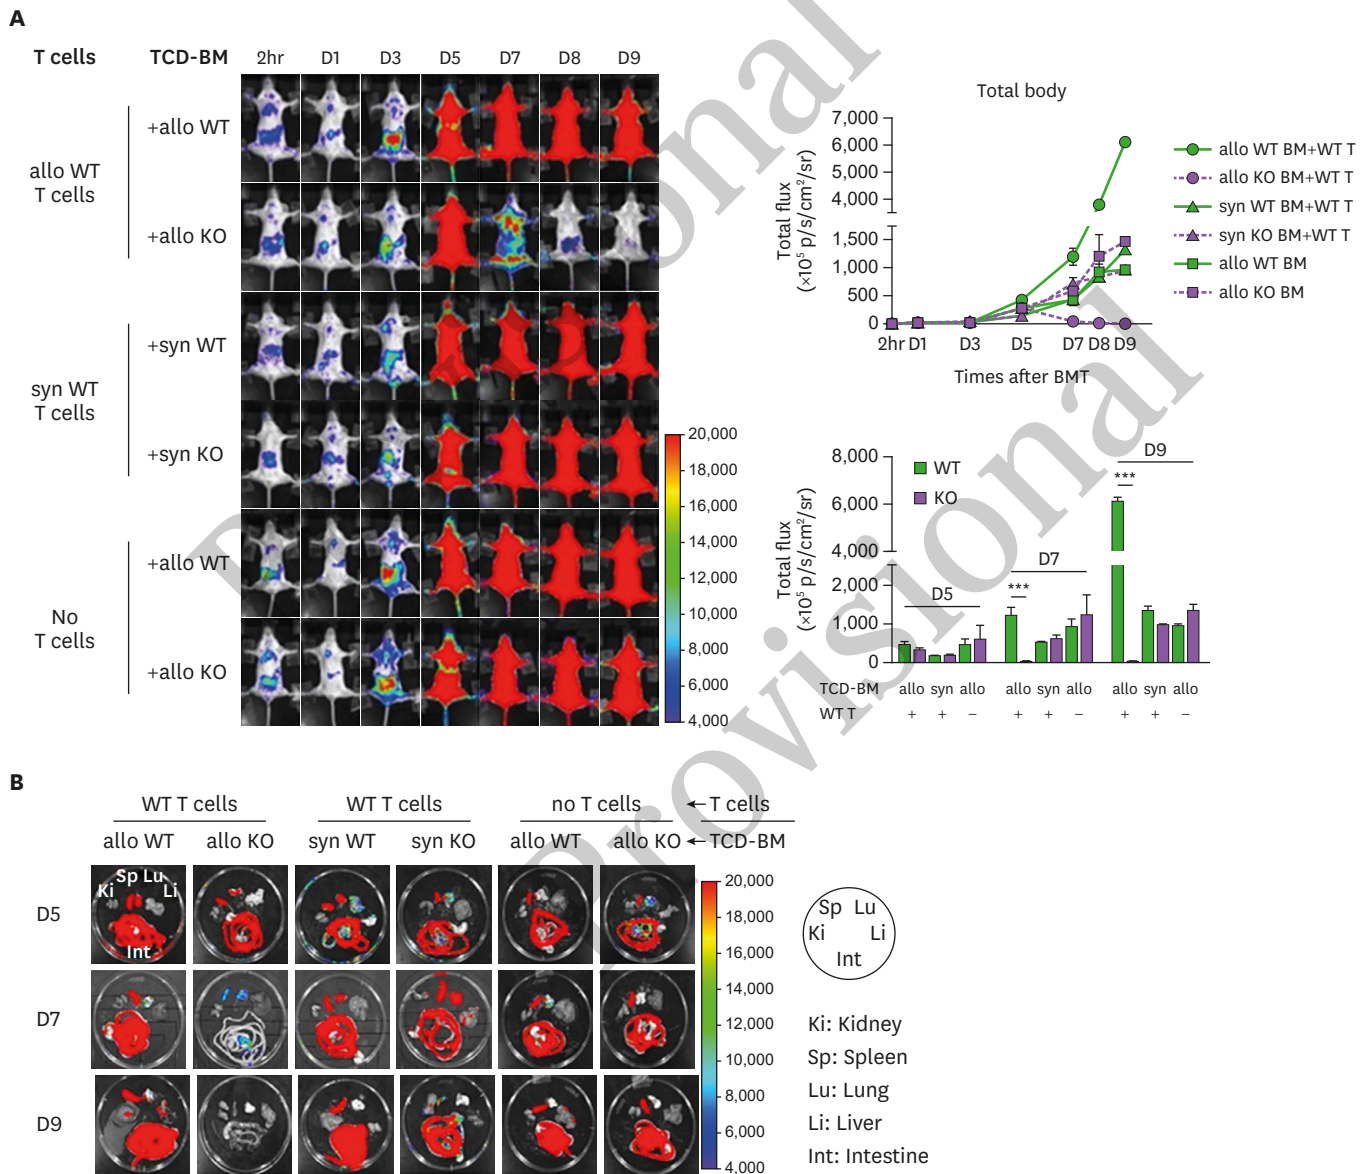 A
T cells TCD-BM 2hr D1 D3 D5 D7 D8 D9
allo WT
T cells
+allo WT
+allo KO
syn WT
T cells
+syn WT
+syn KO
No
T cells
+allo WT
+allo KO
20,000
18,000
16,000
14,000
12,000
10,000
8,000
6,000
4,000
Total body
Total flux
(×10⁵ p/s/cm²/sr)
7,000
6,000
5,000
4,000
1,500
1,000
500
0
2hr D1 D3 D5 D7 D8 D9
Times after BMT
allo WT BM+WT T
allo KO BM+WT T
syn WT BM+WT T
syn KO BM+WT T
allo WT BM
allo KO BM
Total flux
(×10⁵ p/s/cm²/sr)
8,000
6,000
4,000
2,000
1,000
0
WT
KO
D5
D7
***
D9
***
TCD-BM allo syn allo allo syn allo allo syn allo
WT T + + − + + − + + −
B
WT T cells WT T cells no T cells ←T cells
allo WT allo KO syn WT syn KO allo WT allo KO ←TCD-BM
D5
Sp Lu
Ki Li
Int
D7
D9
20,000
18,000
16,000
14,000
12,000
10,000
8,000
6,000
4,000
Sp Lu
Ki Li
Int
Ki: Kidney
Sp: Spleen
Lu: Lung
Li: Liver
Int: Intestine
Provisional